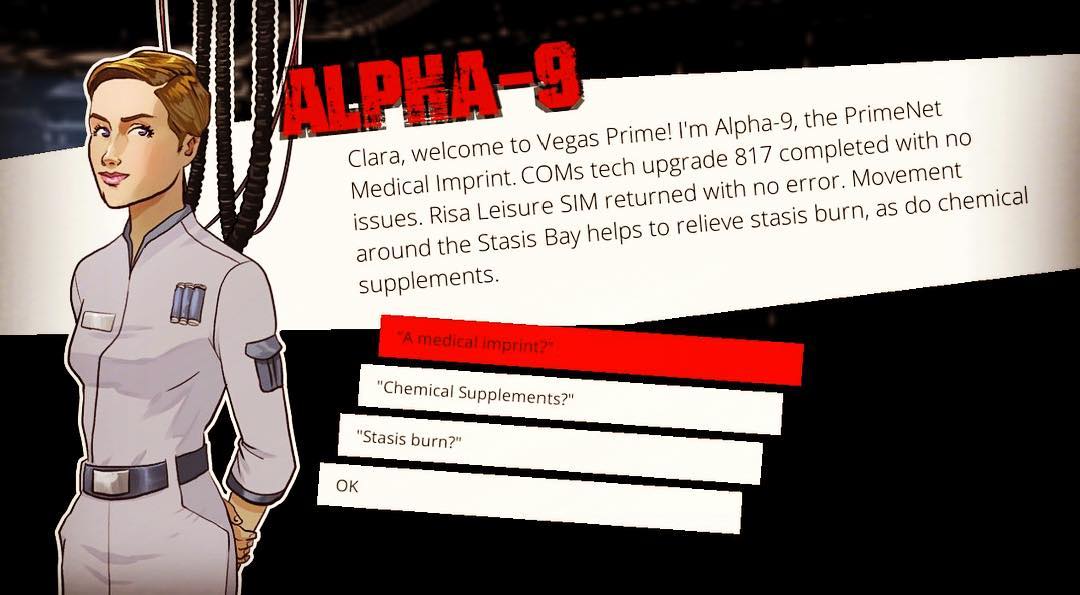 ALPHA-9
Clara, welcome to Vegas Prime! I'm Alpha-9, the PrimeNet
Medical Imprint. COMs tech upgrade 817 completed with no
issues. Risa Leisure SIM returned with no error. Movement
around the Stasis Bay helps to relieve stasis burn, as do chemical
supplements.
"A medical imprint?"
"Chemical Supplements?"
"Stasis burn?"
OK